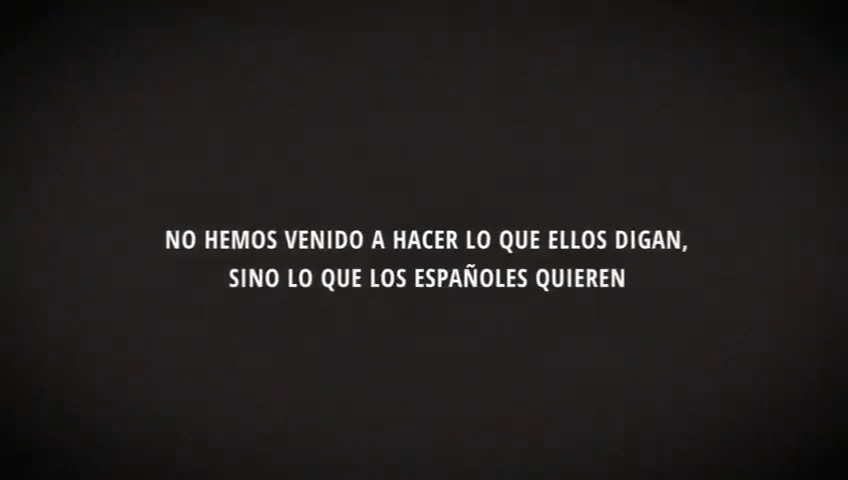 NO HEMOS VENIDO A HACER LO QUE ELLOS DIGAN,
SINO LO QUE LOS ESPAÑOLES QUIEREN